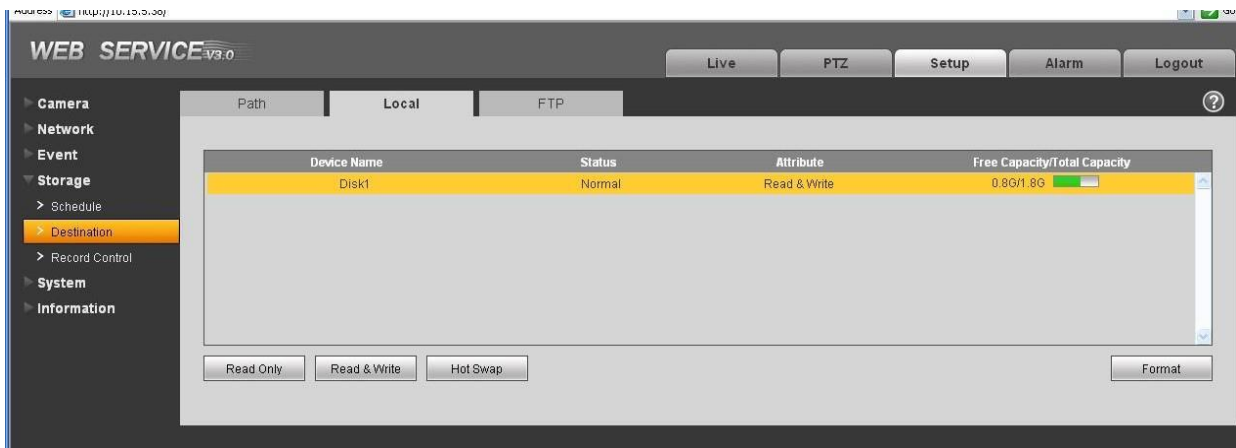 Address http://10.15.5.38/ Go
WEB SERVICE V3.0
Live PTZ Setup Alarm Logout
Camera
Network
Event
Storage
> Schedule
> Destination
> Record Control
System
Information
Path Local FTP ?
Device Name Status Attribute Free Capacity/Total Capacity
Disk1 Normal Read & Write 0.8G/1.8G
Read Only Read & Write Hot Swap Format